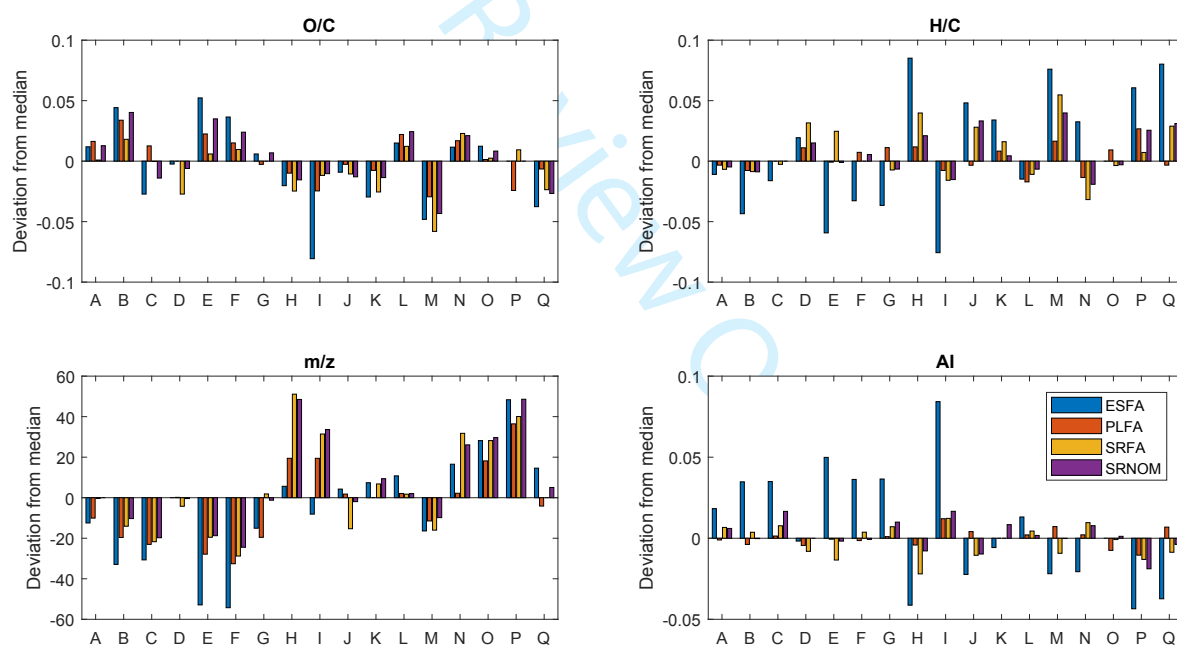 O/C
Deviation from median
0.1
0.05
0
-0.05
-0.1
A B C D E F G H I J K L M N O P Q
H/C
Deviation from median
0.1
0.05
0
-0.05
-0.1
A B C D E F G H I J K L M N O P Q
m/z
Deviation from median
60
40
20
0
-20
-40
-60
A B C D E F G H I J K L M N O P Q
AI
Deviation from median
0.1
0.05
0
-0.05
A B C D E F G H I J K L M N O P Q
ESFA
PLFA
SRFA
SRNOM
view C